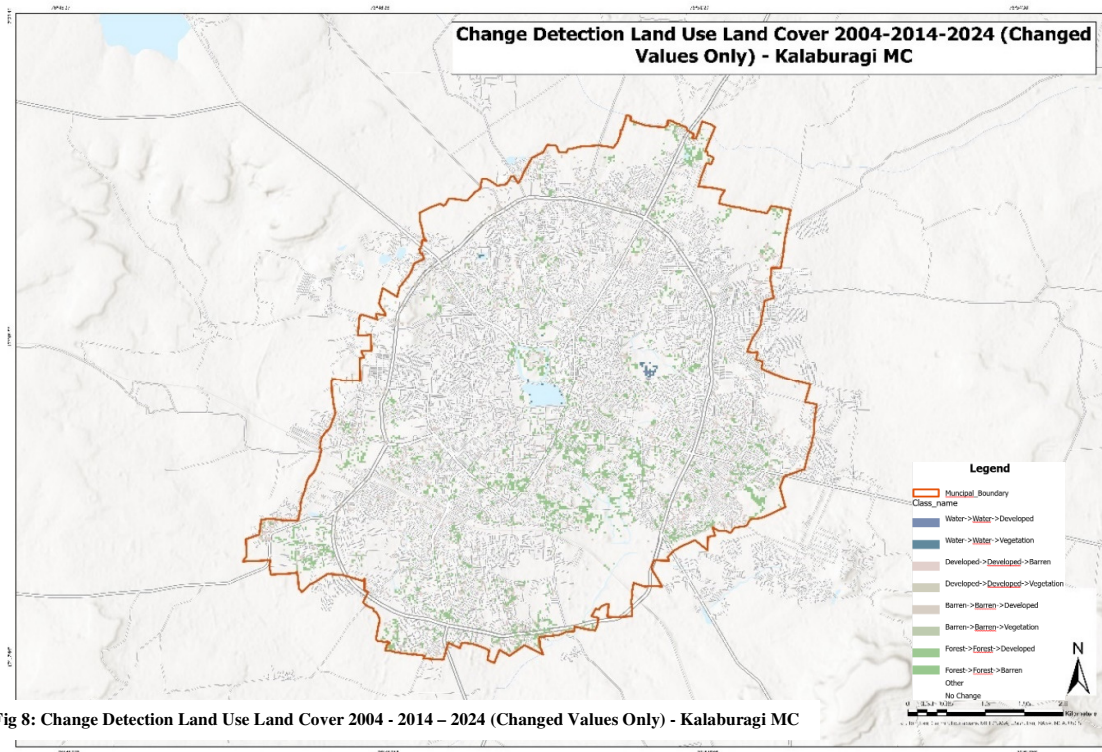 Change Detection Land Use Land Cover 2004-2014-2024 (Changed
Values Only) - Kalaburagi MC
Legend
Muncipal_Boundary
Class_name
Water->Water->Developed
Water->Water->Vegetation
Developed->Developed->Barren
Developed->Developed->Vegetation
Barren->Barren->Developed
Barren->Barren->Vegetation
Forest->Forest->Developed
Forest->Forest->Barren
Other
No Change
N
ig 8: Change Detection Land Use Land Cover 2004 - 2014 – 2024 (Changed Values Only) - Kalaburagi MC